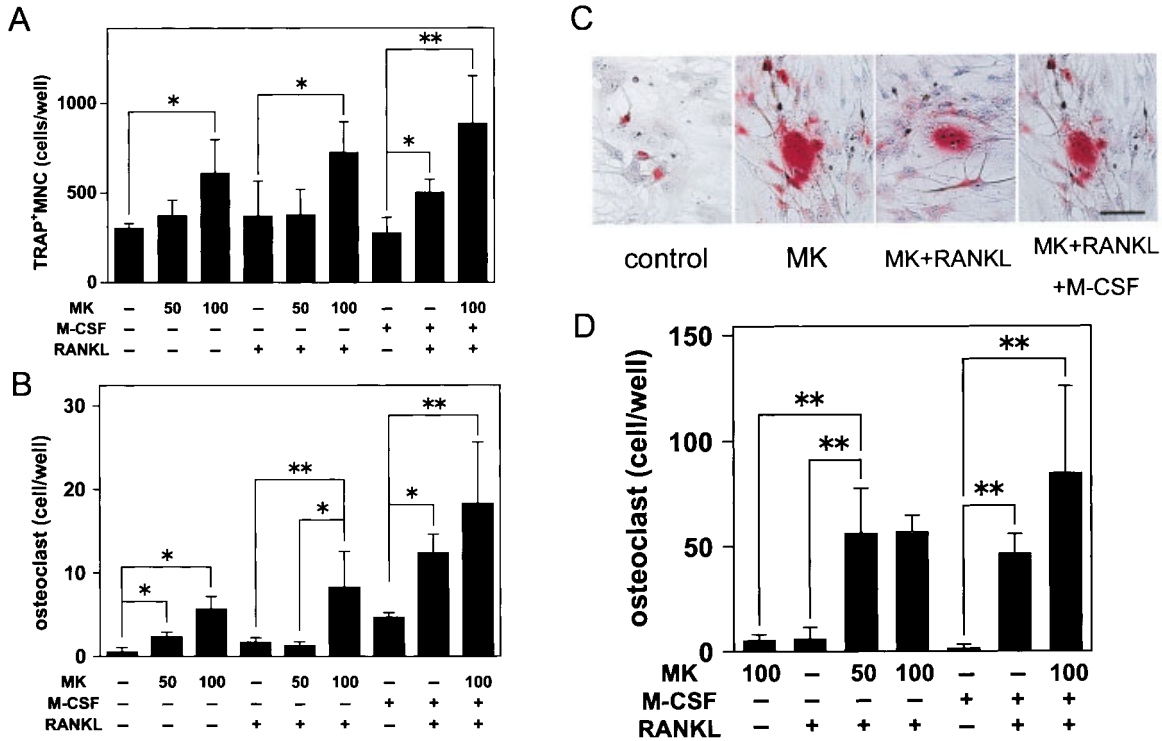 A
TRAP+MNC (cells/well)
1000
500
0
*
*
*
**
MK – 50 100 – 50 100 – – 100
M-CSF – – – – – – + + +
RANKL – – – + + + – + +
B
osteoclast (cell/well)
30
20
10
0
*
*
**
*
*
**
MK – 50 100 – 50 100 – – 100
M-CSF – – – – – – + + +
RANKL – – – + + + – + +
C
control
MK
MK+RANKL
MK+RANKL
+M-CSF
D
osteoclast (cell/well)
150
100
50
0
**
**
**
**
MK 100 – 50 100 – – 100
M-CSF – – – – + + +
RANKL – + + + – + +